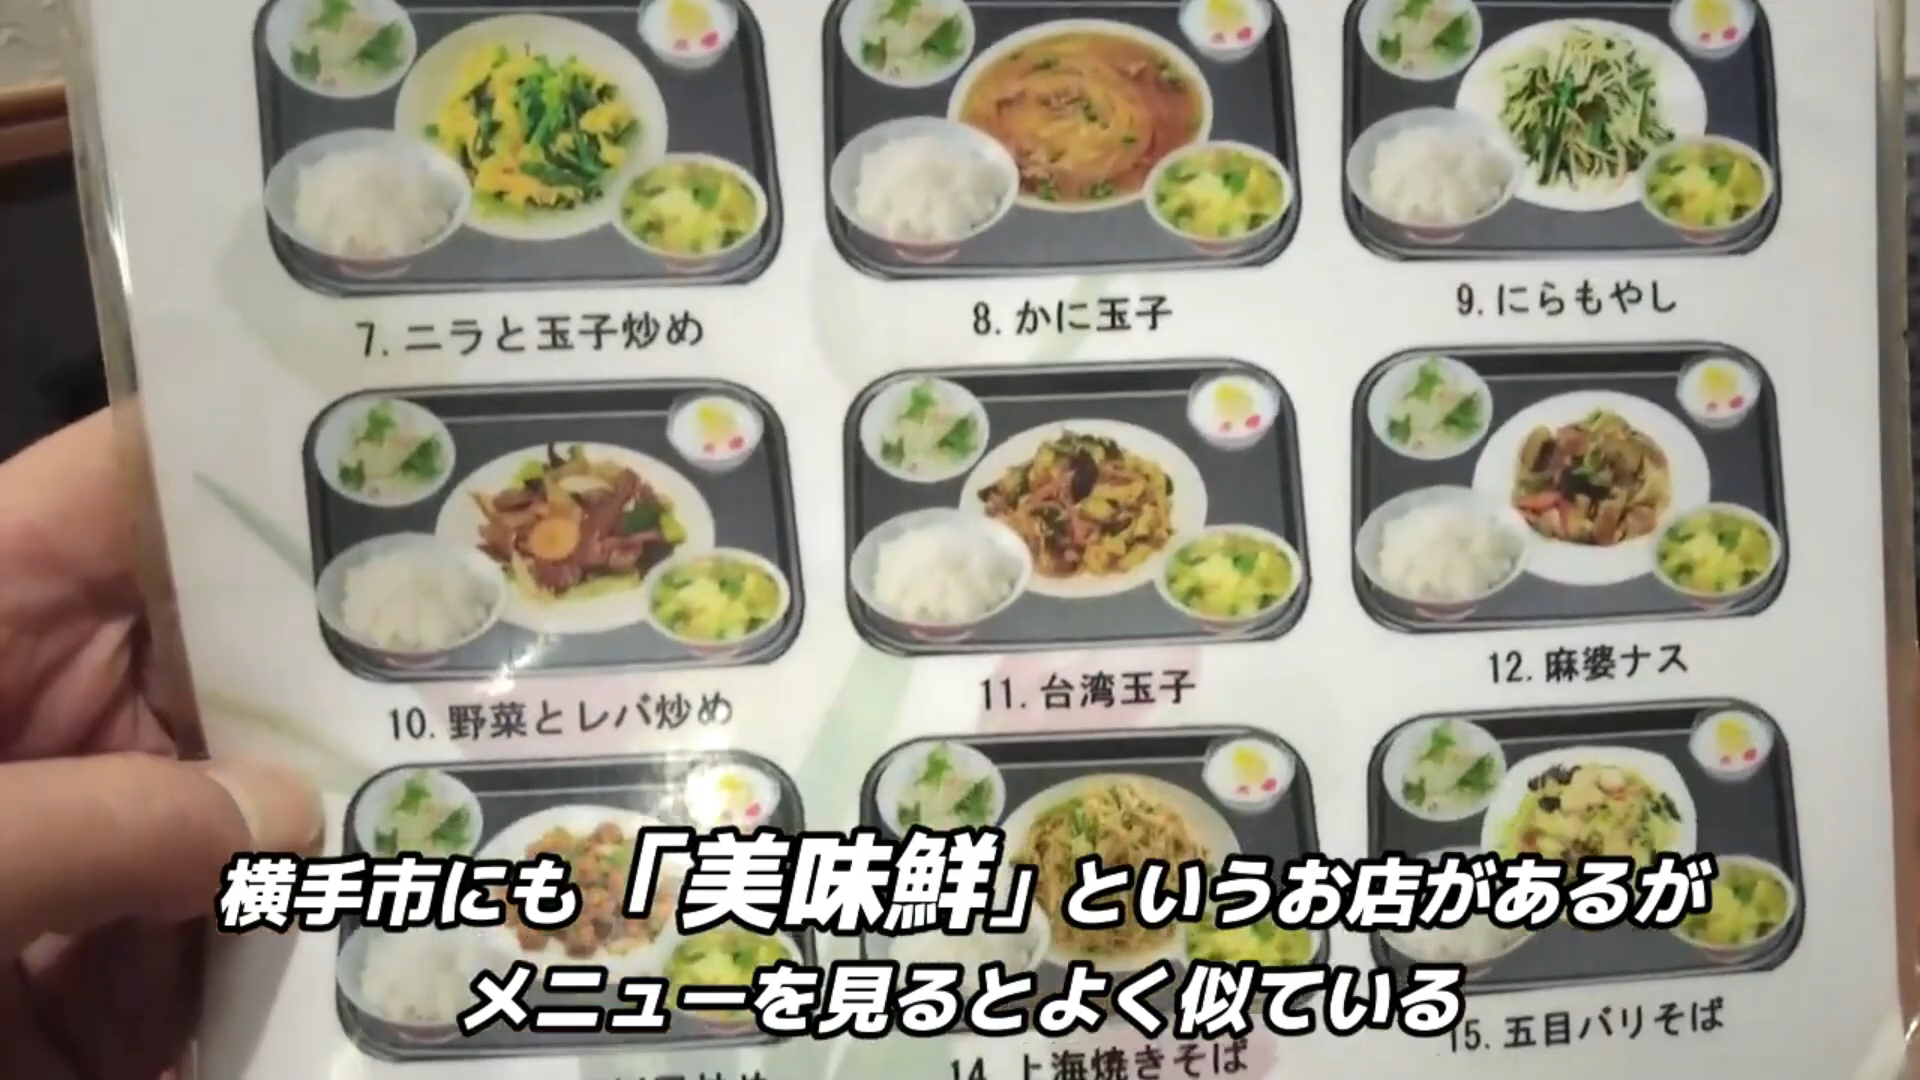 7. ニラと玉子炒め
8. かに玉子
9. にらもやし
10. 野菜とレバ炒め
11. 台湾玉子
12. 麻婆ナス
横手市にも「美味鮮」というお店があるが
メニューを見るとよく似ている
14. 上海焼きそば
15. 五目バリそば